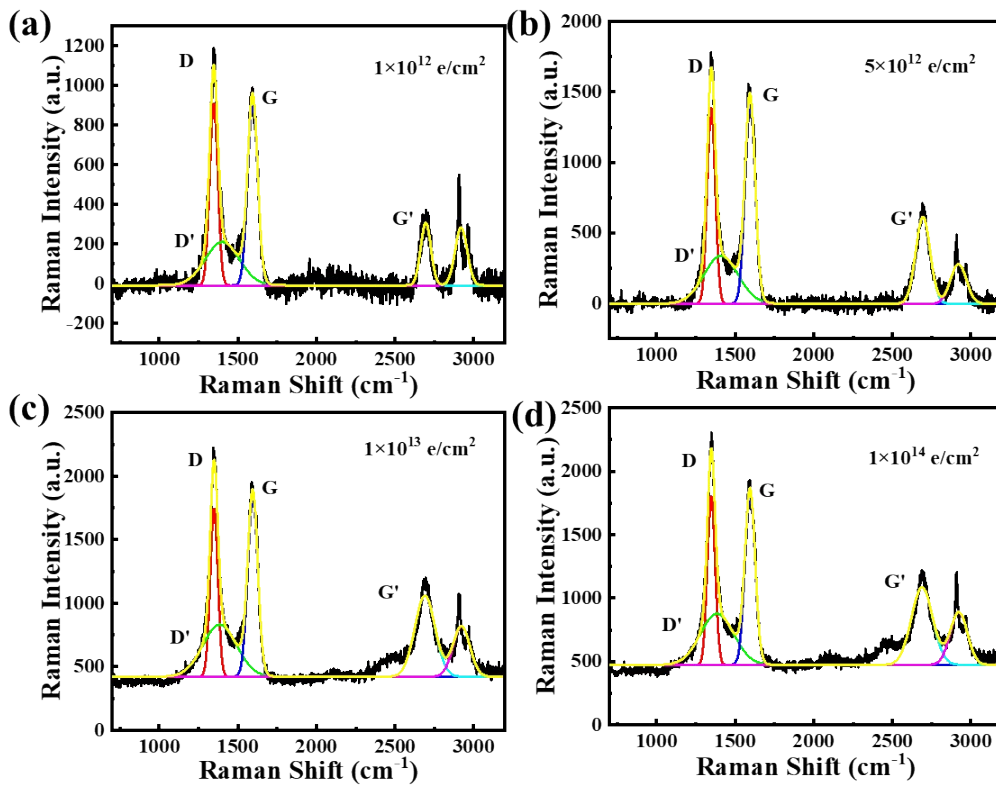 (a)
1200
1000
800
600
400
200
0
-200
D
D'
G
G'
1×10¹² e/cm²
Raman Intensity (a.u.)
1000 1500 2000 2500 3000
Raman Shift (cm⁻¹)
(b)
2000
1500
1000
500
0
D
D'
G
G'
5×10¹² e/cm²
Raman Intensity (a.u.)
1000 1500 2000 2500 3000
Raman Shift (cm⁻¹)
(c)
2500
2000
1500
1000
500
0
D
D'
G
G'
1×10¹³ e/cm²
Raman Intensity (a.u.)
1000 1500 2000 2500 3000
Raman Shift (cm⁻¹)
(d)
2500
2000
1500
1000
500
0
D
D'
G
G'
1×10¹⁴ e/cm²
Raman Intensity (a.u.)
1000 1500 2000 2500 3000
Raman Shift (cm⁻¹)